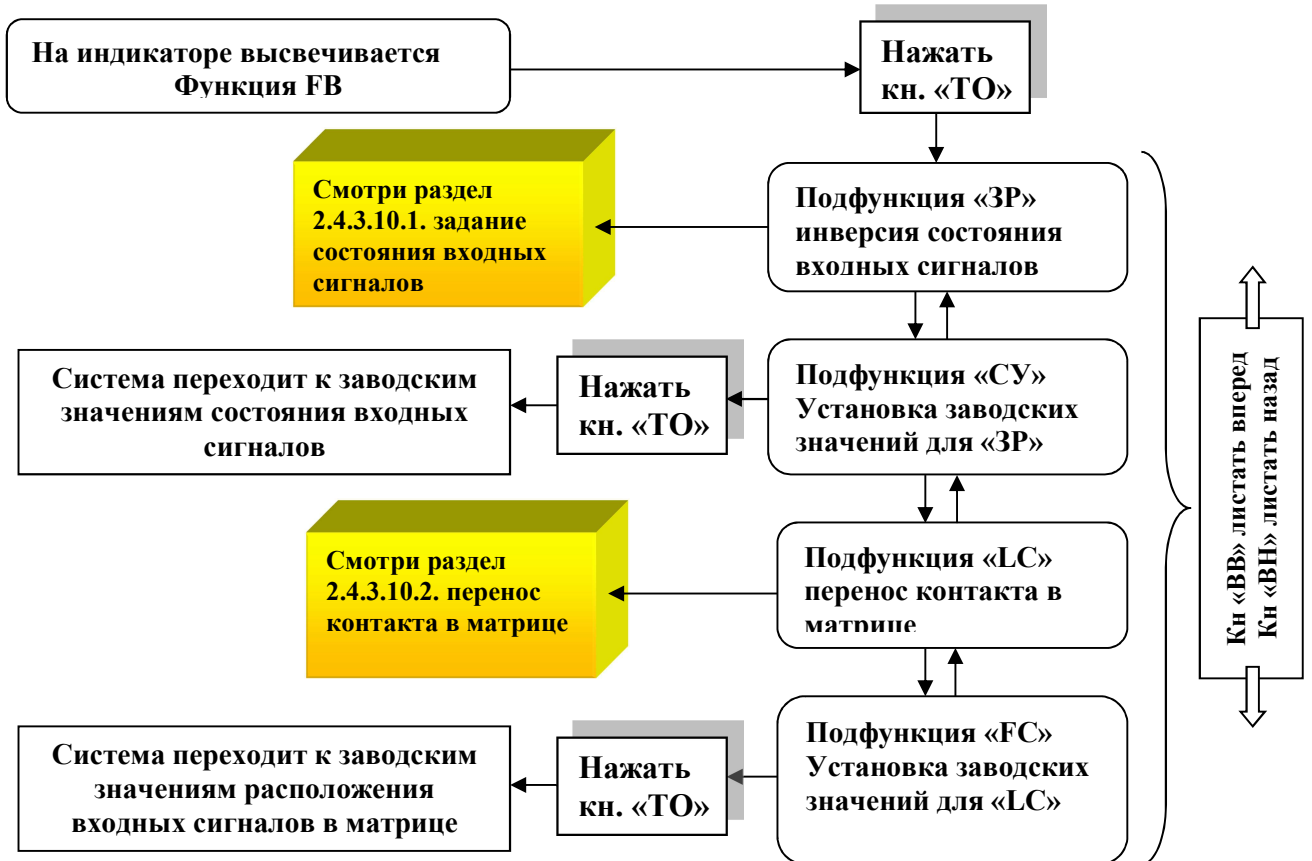 На индикаторе высвечивается
Функция FB
Нажать
кн. «ТО»
Смотри раздел
2.4.3.10.1. задание
состояния входных
сигналов
Подфункция «ЗР»
инверсия состояния
входных сигналов
Система переходит к заводским
значениям состояния входных
сигналов
Нажать
кн. «ТО»
Подфункция «СУ»
Установка заводских
значений для «ЗР»
Смотри раздел
2.4.3.10.2. перенос
контакта в матрице
Подфункция «LC»
перенос контакта в
матрице
Система переходит к заводским
значениям расположения
входных сигналов в матрице
Нажать
кн. «ТО»
Подфункция «FC»
Установка заводских
значений для «LC»
Кн «ВВ» листать вперед
Кн «ВН» листать назад